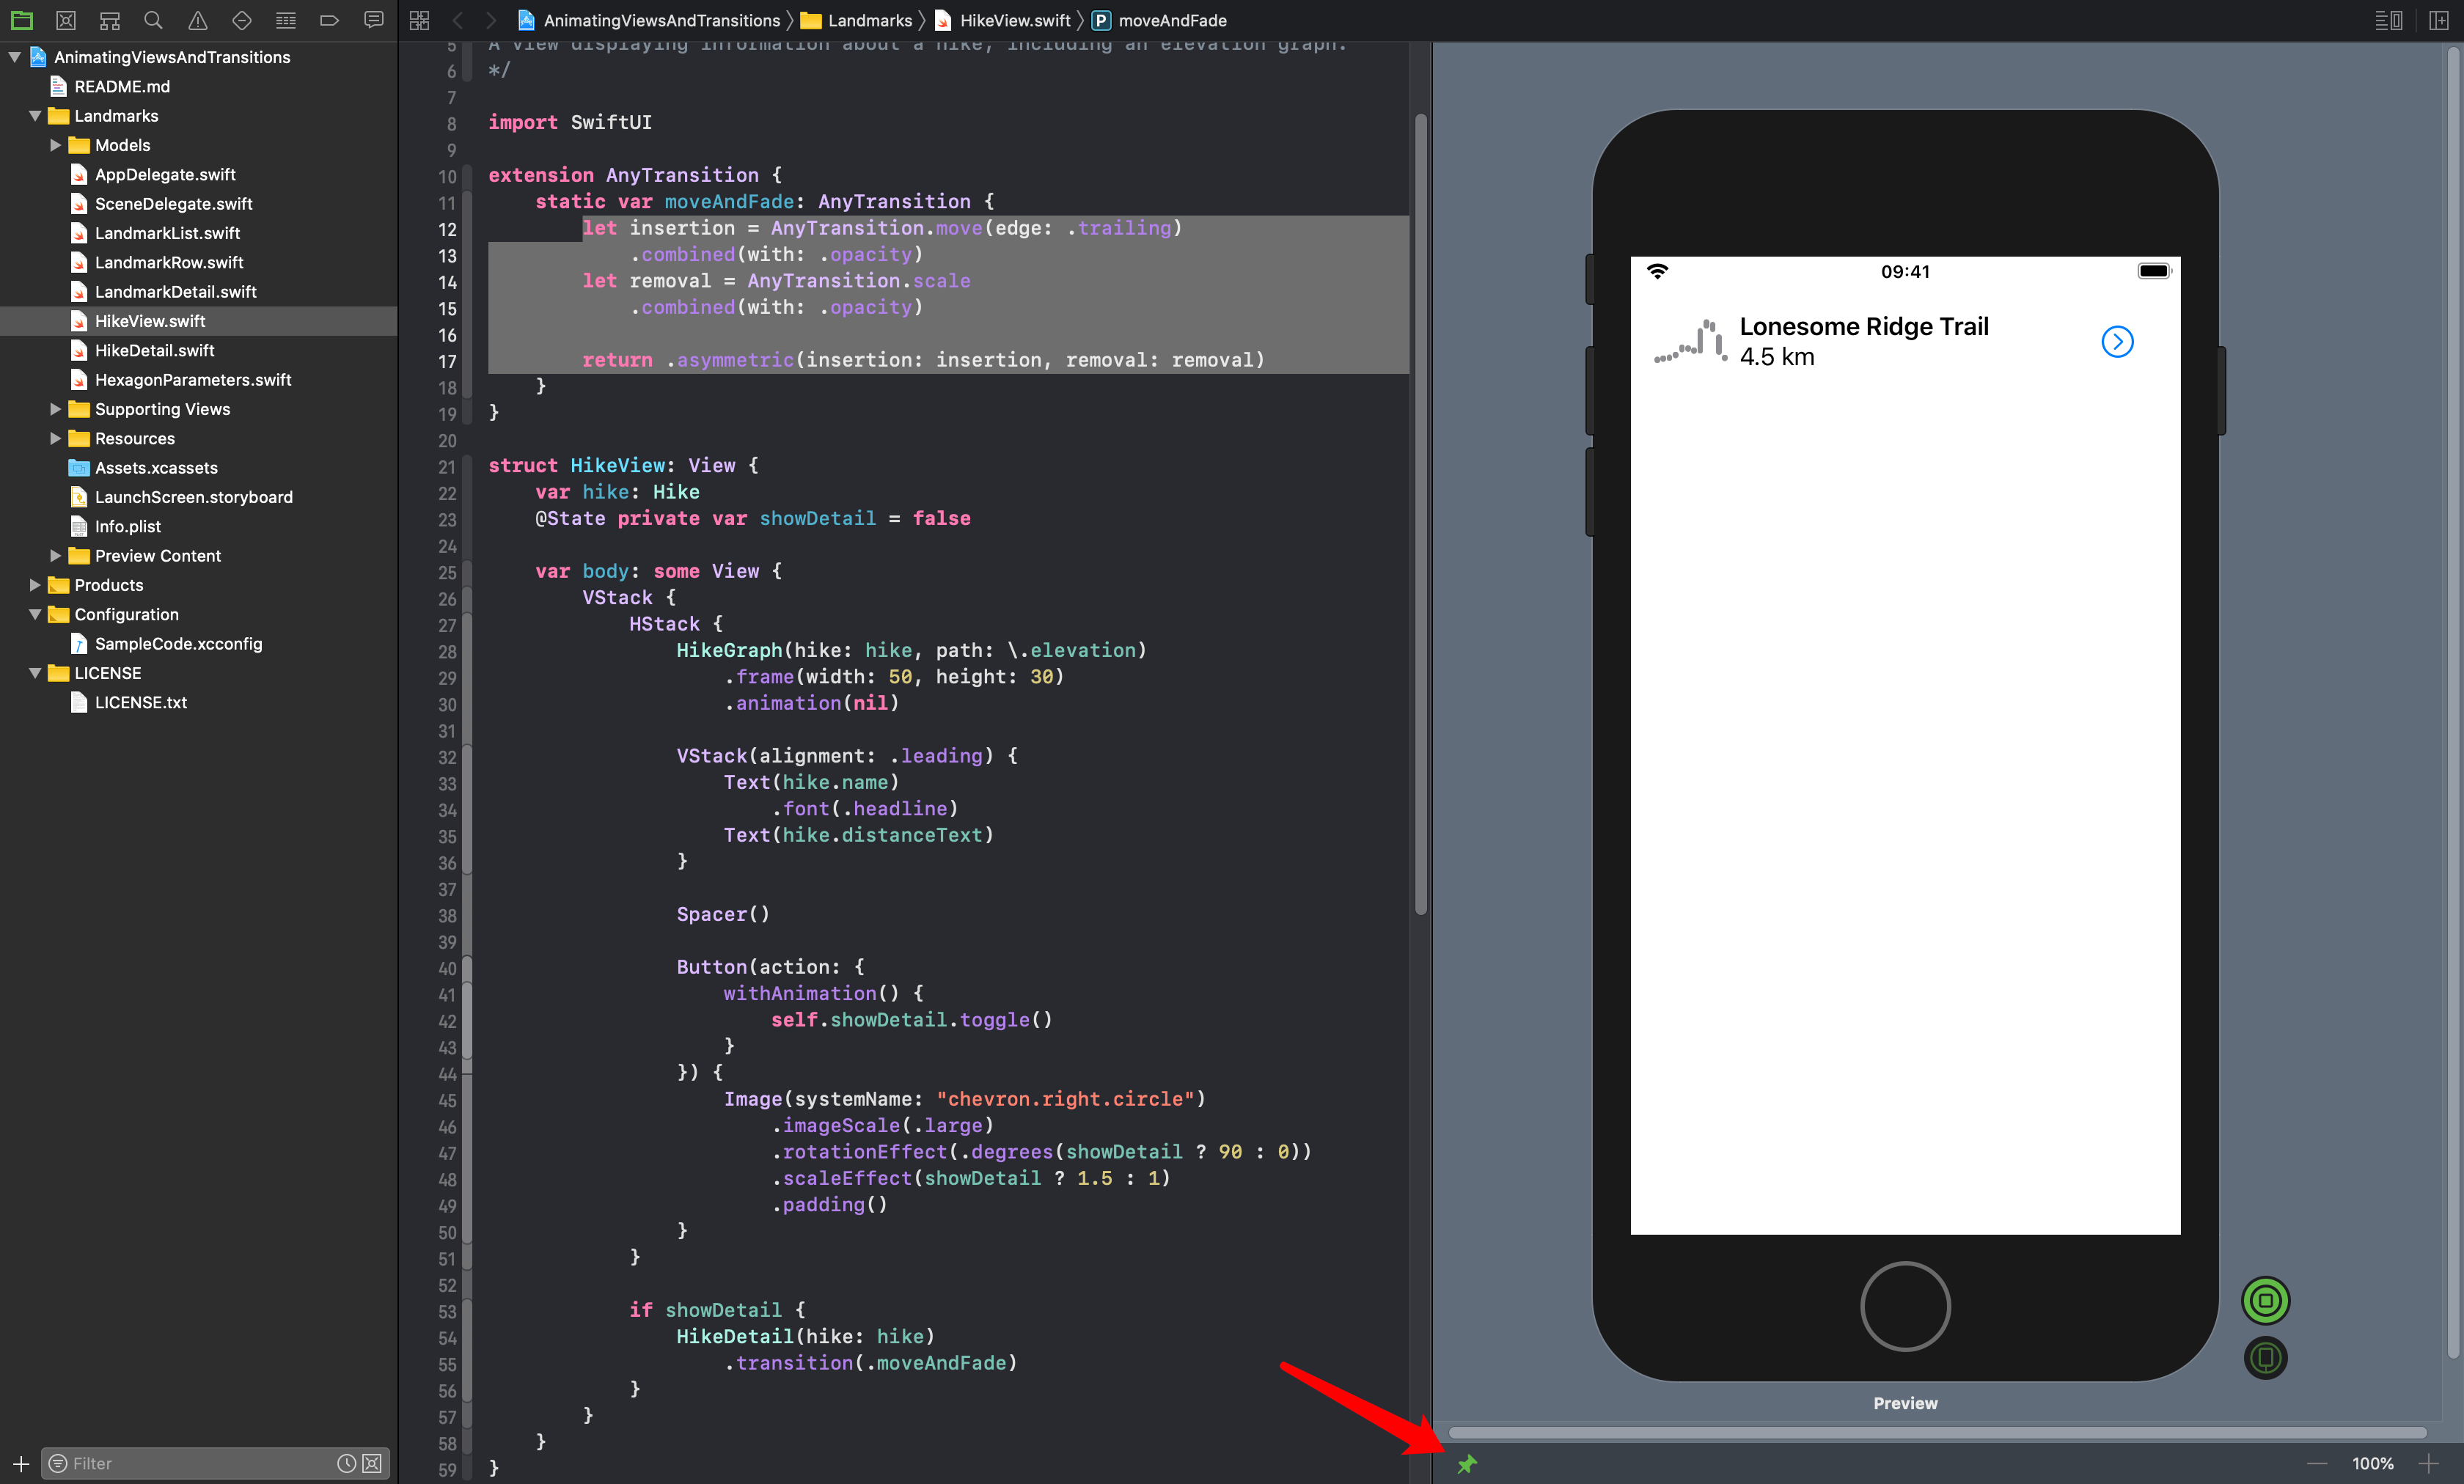 AnimatingViewsAndTransitions
Landmarks
HikeView.swift
P moveAndFade
AnimatingViewsAndTransitions
README.md
Landmarks
Models
AppDelegate.swift
SceneDelegate.swift
LandmarkList.swift
LandmarkRow.swift
LandmarkDetail.swift
HikeView.swift
HikeDetail.swift
HexagonParameters.swift
Supporting Views
Resources
Assets.xcassets
LaunchScreen.storyboard
Info.plist
Preview Content
Products
Configuration
SampleCode.xcconfig
LICENSE
LICENSE.txt
Filter
5 A view displaying information about a hike, including an elevation graph.
6 */
7
8 import SwiftUI
9
10 extension AnyTransition {
11 static var moveAndFade: AnyTransition {
12 let insertion = AnyTransition.move(edge: .trailing)
13 .combined(with: .opacity)
14 let removal = AnyTransition.scale
15 .combined(with: .opacity)
16
17 return .asymmetric(insertion: insertion, removal: removal)
18 }
19 }
20
21 struct HikeView: View {
22 var hike: Hike
23 @State private var showDetail = false
24
25 var body: some View {
26 VStack {
27 HStack {
28 HikeGraph(hike: hike, path: \.elevation)
29 .frame(width: 50, height: 30)
30 .animation(nil)
31
32 VStack(alignment: .leading) {
33 Text(hike.name)
34 .font(.headline)
35 Text(hike.distanceText)
36 }
37
38 Spacer()
39
40 Button(action: {
41 withAnimation() {
42 self.showDetail.toggle()
43 }
44 }) {
45 Image(systemName: "chevron.right.circle")
46 .imageScale(.large)
47 .rotationEffect(.degrees(showDetail ? 90 : 0))
48 .scaleEffect(showDetail ? 1.5 : 1)
49 .padding()
50 }
51 }
52
53 if showDetail {
54 HikeDetail(hike: hike)
55 .transition(.moveAndFade)
56 }
57 }
58 }
59 }
09:41
Lonesome Ridge Trail
4.5 km
Preview
100%